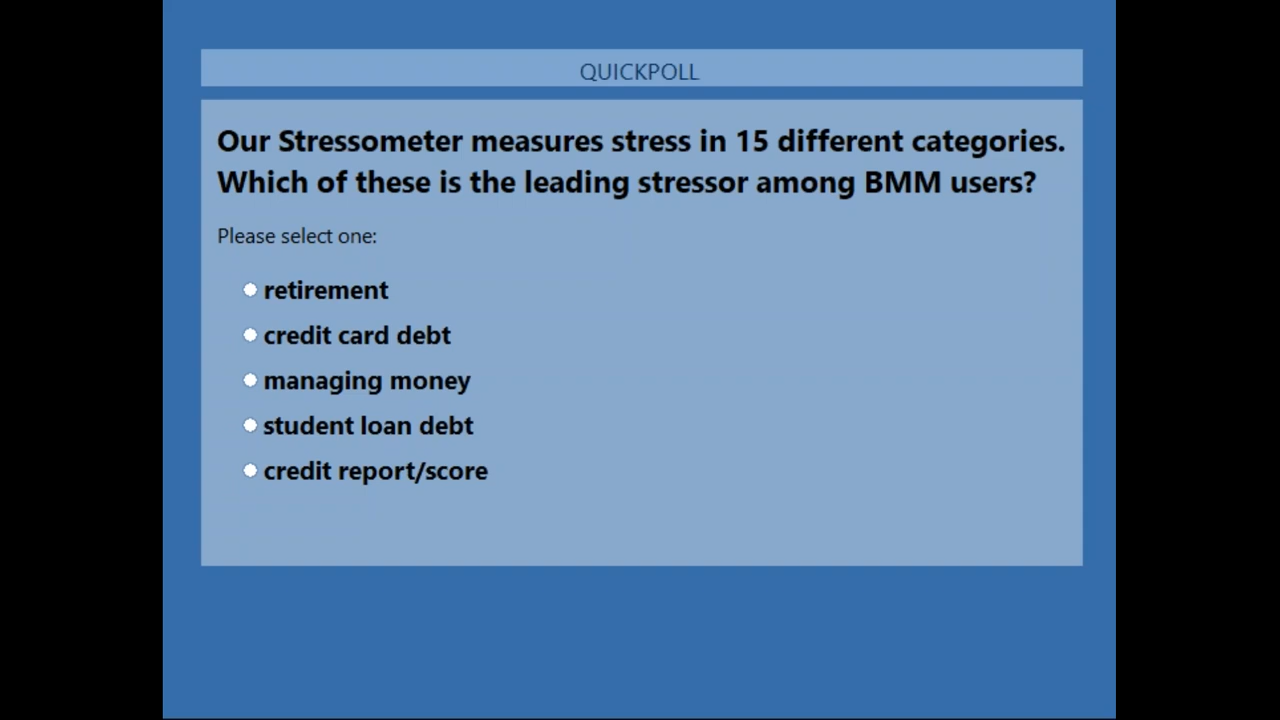 QUICKPOLL
Our Stressometer measures stress in 15 different categories.
Which of these is the leading stressor among BMM users?
Please select one:
retirement
credit card debt
managing money
student loan debt
credit report/score